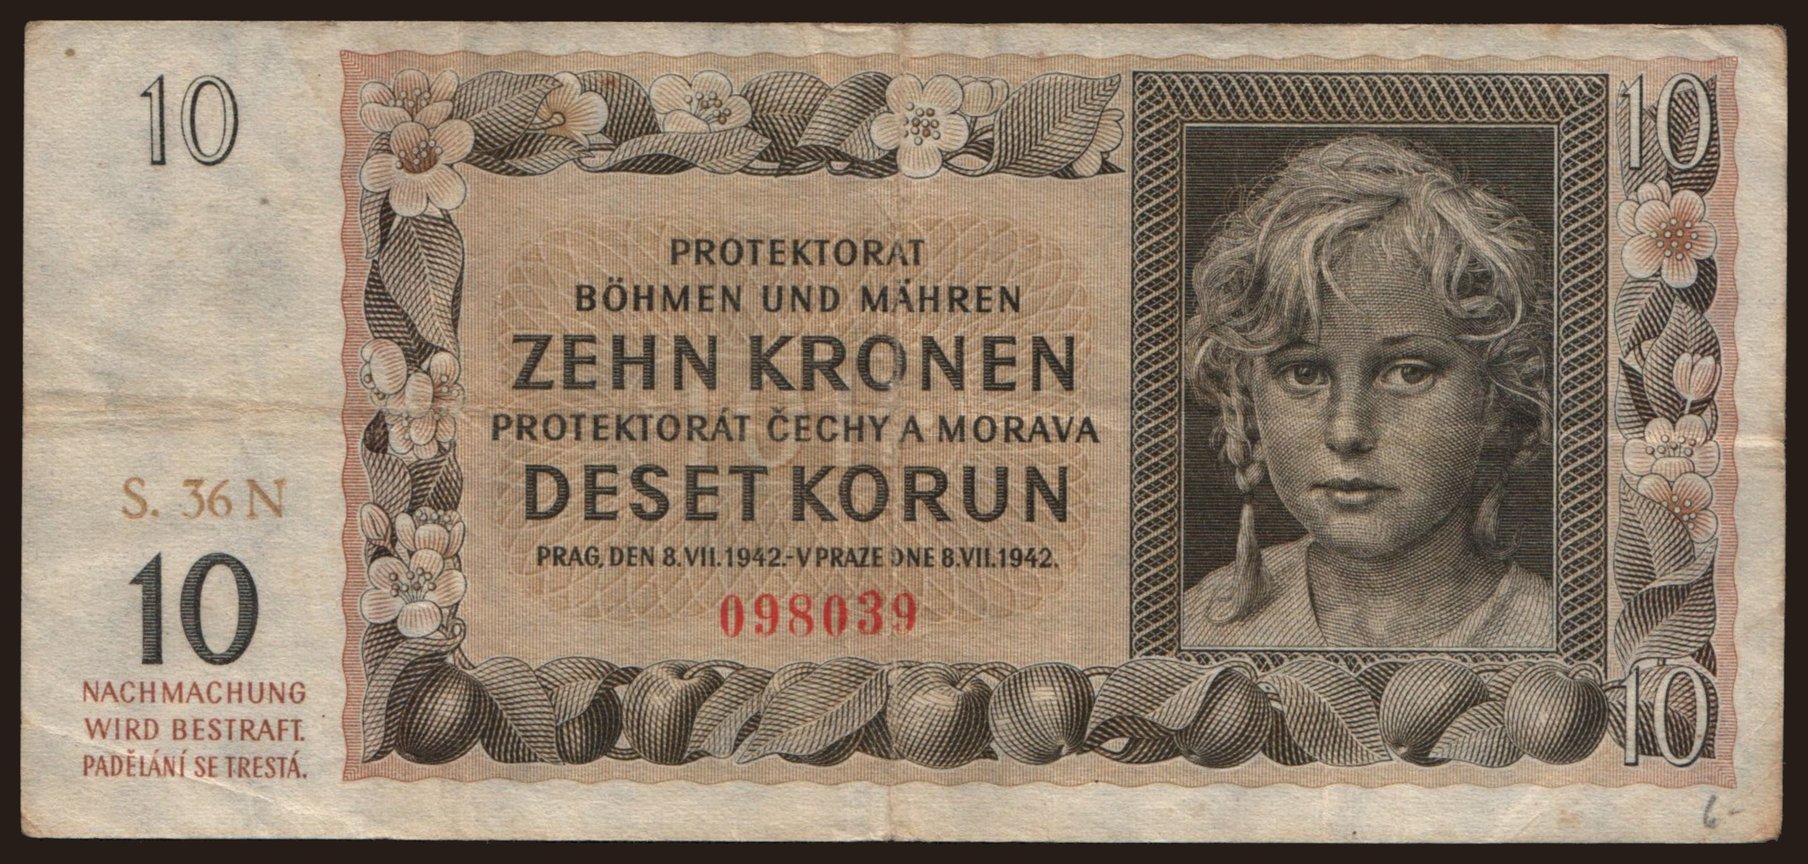 10
10
PROTEKTORAT
BÖHMEN UND MÄHREN
ZEHN KRONEN
PROTEKTORÁT ČECHY A MORAVA
DESET KORUN
PRAG, DEN 8.VII.1942.-V PRAZE DNE 8.VII.1942.
098039
S. 36 N
10
NACHMACHUNG
WIRD BESTRAFT.
PADĚLÁNÍ SE TRESTÁ.
10
6-